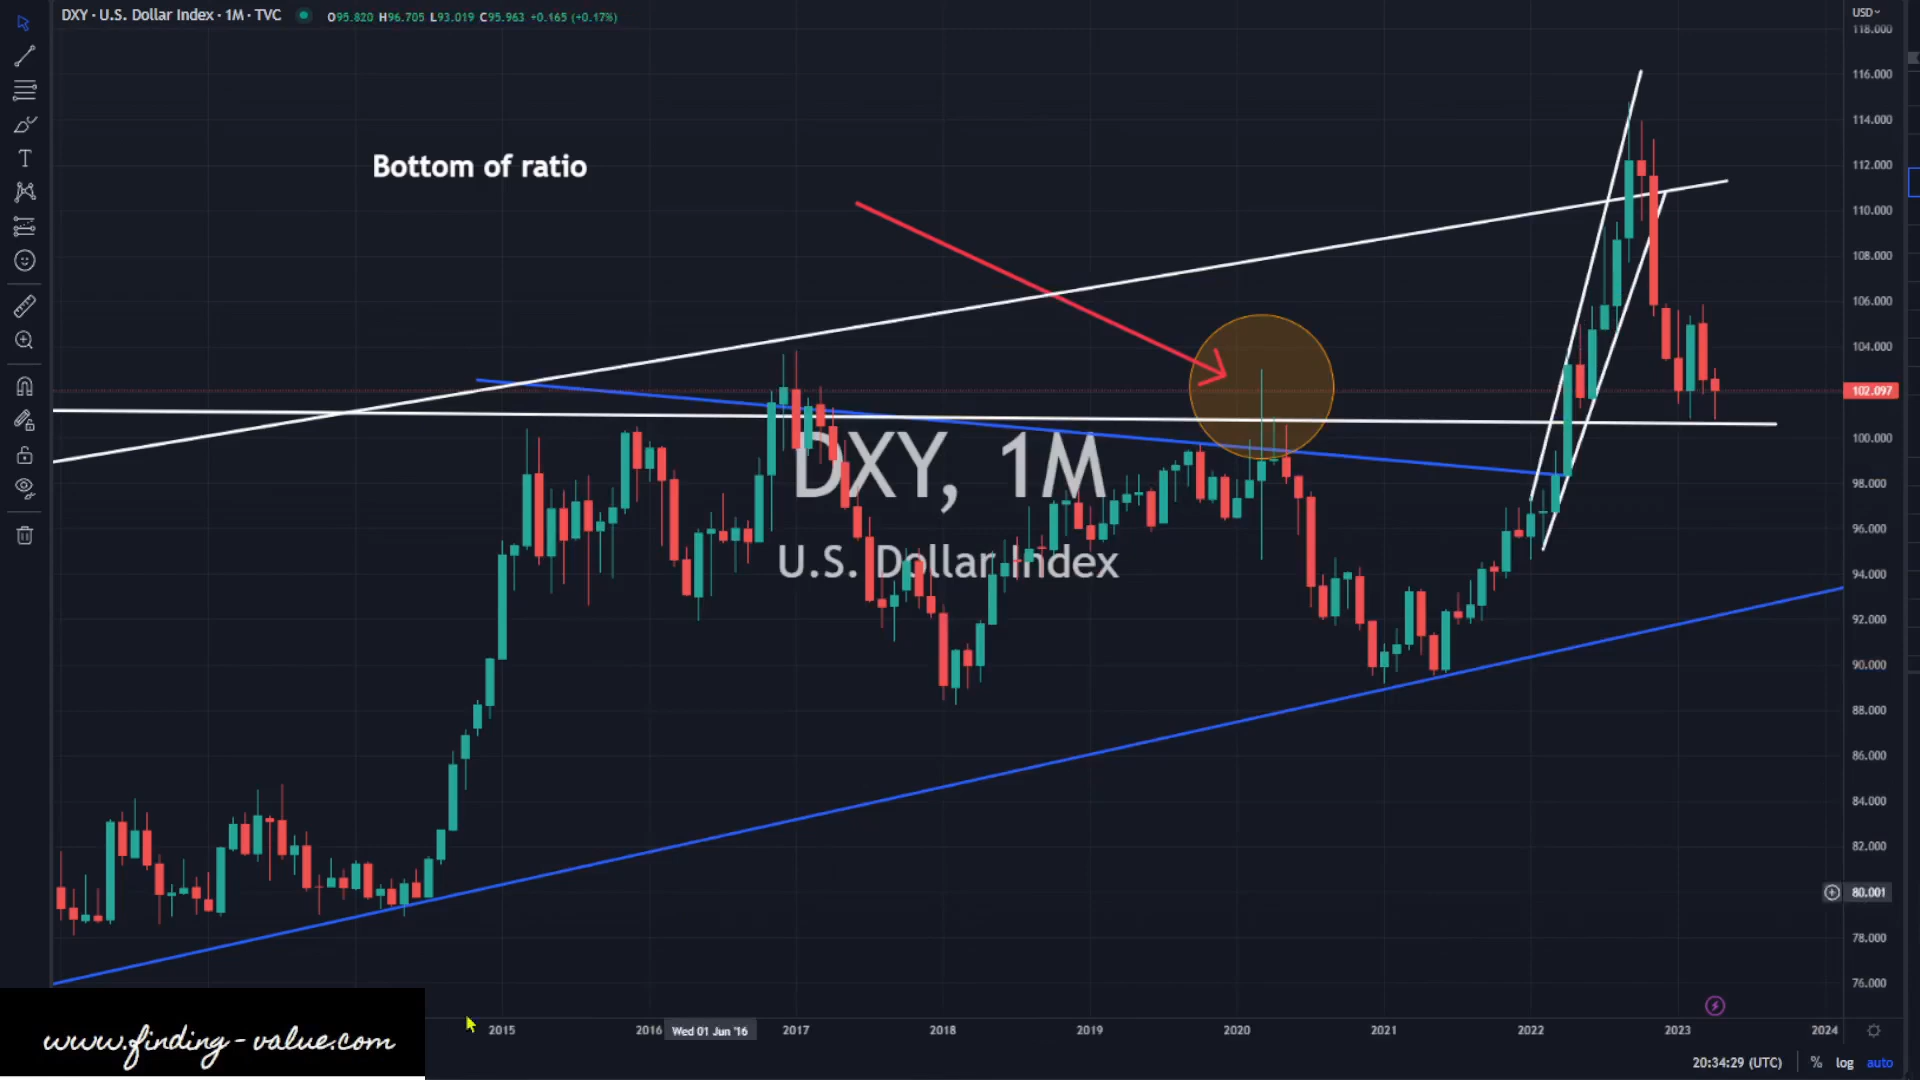 DXY · U.S. Dollar Index · 1M · TVC O95.820 H96.705 L93.019 C95.963 +0.165 (+0.17%)
USD
118.000
116.000
114.000
112.000
110.000
108.000
106.000
104.000
102.097
100.000
98.000
96.000
94.000
92.000
90.000
88.000
86.000
84.000
82.000
80.001
78.000
76.000
Bottom of ratio
DXY, 1M
U.S. Dollar Index
2015 2016 Wed 01 Jun '16 2017 2018 2019 2020 2021 2022 2023 2024
www.finding-value.com
20:34:29 (UTC) % log auto